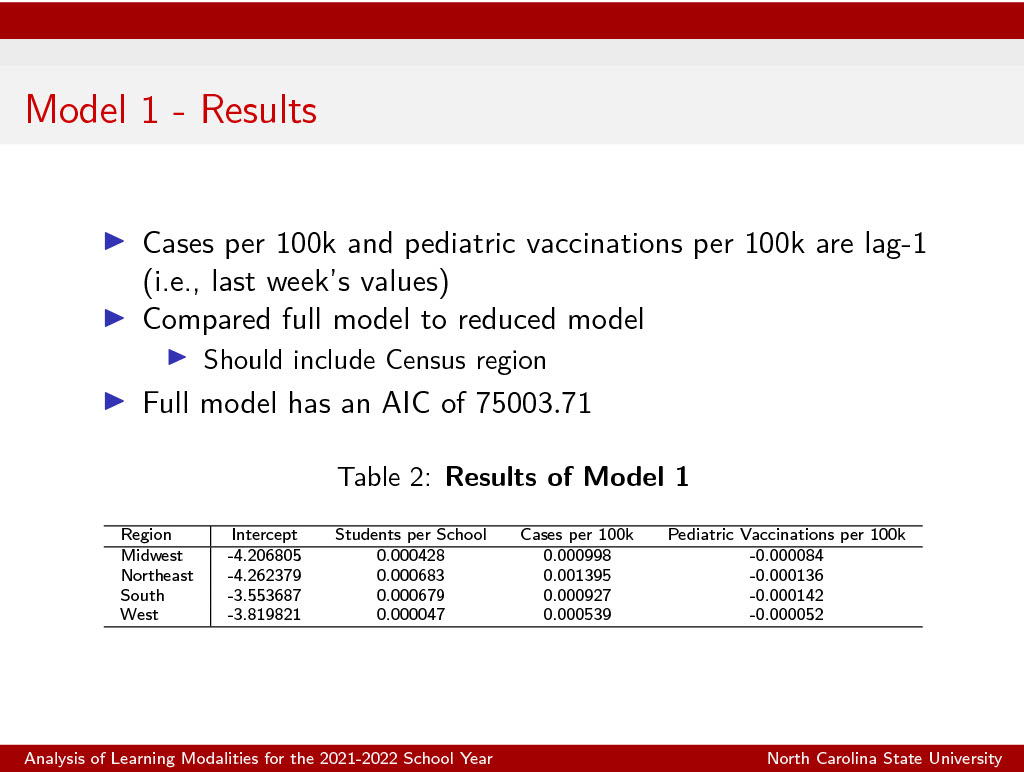 Model 1 - Results
Cases per 100k and pediatric vaccinations per 100k are lag-1
(i.e., last week's values)
Compared full model to reduced model
Should include Census region
Full model has an AIC of 75003.71
Table 2: Results of Model 1
Region Intercept Students per School Cases per 100k Pediatric Vaccinations per 100k
Midwest -4.206805 0.000428 0.000998 -0.000084
Northeast -4.262379 0.000683 0.001395 -0.000136
South -3.553687 0.000679 0.000927 -0.000142
West -3.819821 0.000047 0.000539 -0.000052
Analysis of Learning Modalities for the 2021-2022 School Year North Carolina State University